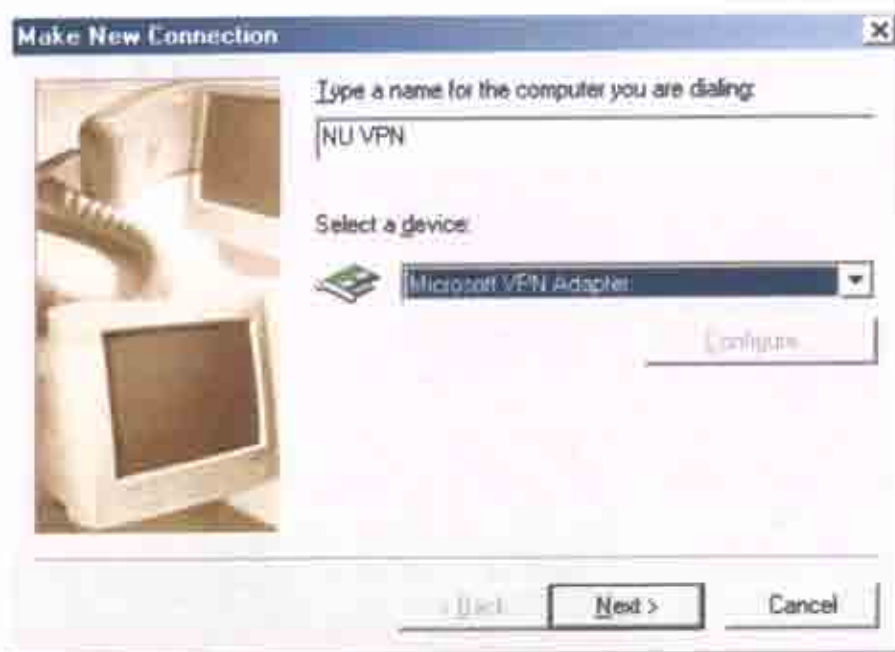 Make New Connection
Type a name for the computer you are dialing:
NU VPN
Select a device:
Microsoft VPN Adapter
Configure...
< Back
Next >
Cancel